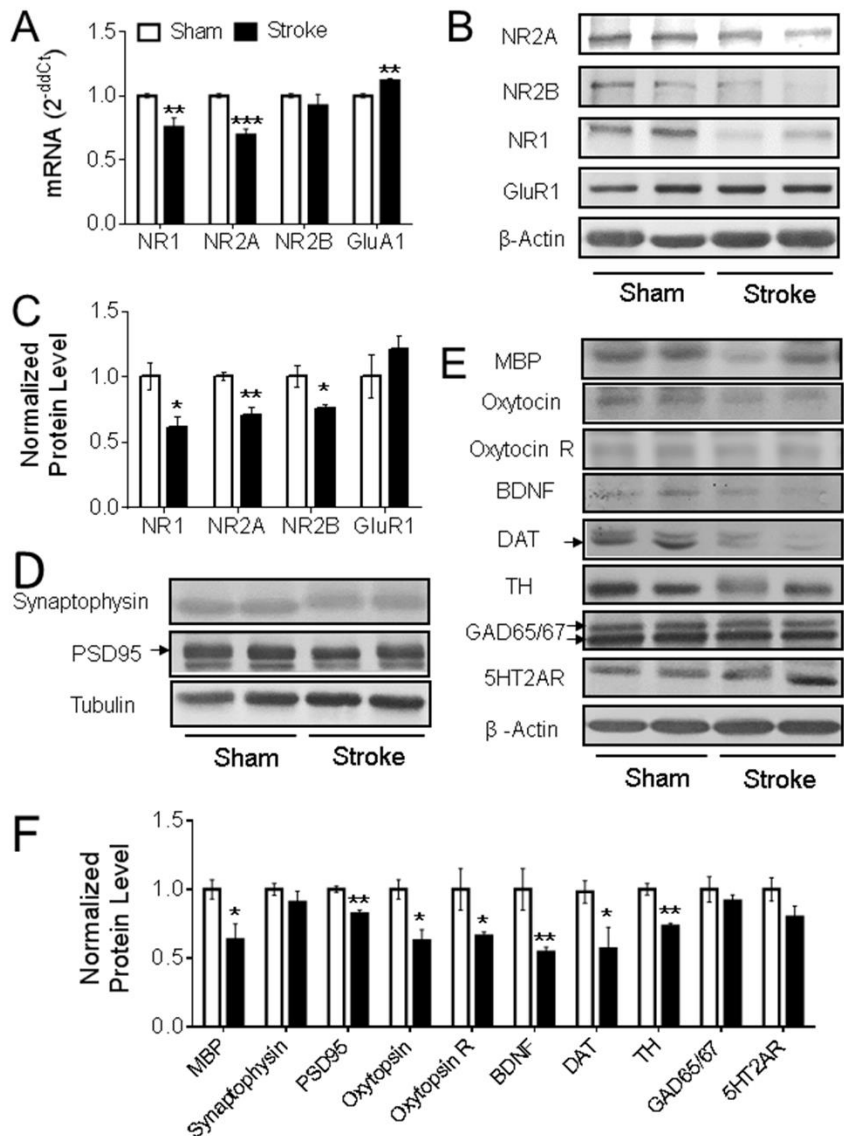 A
Sham Stroke
mRNA (2^-ddCt)
1.5
1.0
0.5
0.0
** *** **
NR1 NR2A NR2B GluA1
B
NR2A
NR2B
NR1
GluR1
β-Actin
Sham Stroke
C
Normalized
Protein Level
1.5
1.0
0.5
0.0
* ** *
NR1 NR2A NR2B GluR1
D
Synaptophysin
PSD95
Tubulin
Sham Stroke
E
MBP
Oxytocin
Oxytocin R
BDNF
DAT
TH
GAD65/67
5HT2AR
β -Actin
Sham Stroke
F
Normalized
Protein Level
1.5
1.0
0.5
0.0
* ** * * ** * **
MBP Synaptophysin PSD95 Oxytopsin Oxytopsin R BDNF DAT TH GAD65/67 5HT2AR